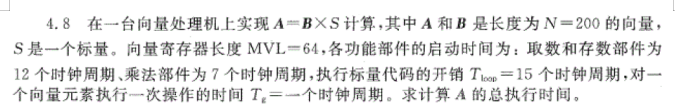 4.8 在一台向量处理机上实现 A=B×S 计算,其中 A 和 B 是长度为 N=200 的向量,
S 是一个标量。向量寄存器长度 MVL=64,各功能部件的启动时间为:取数和存数部件为
12 个时钟周期、乘法部件为 7 个时钟周期,执行标量代码的开销 Tloop=15 个时钟周期,对一
个向量元素执行一次操作的时间 Tg=一个时钟周期。求计算 A 的总执行时间。